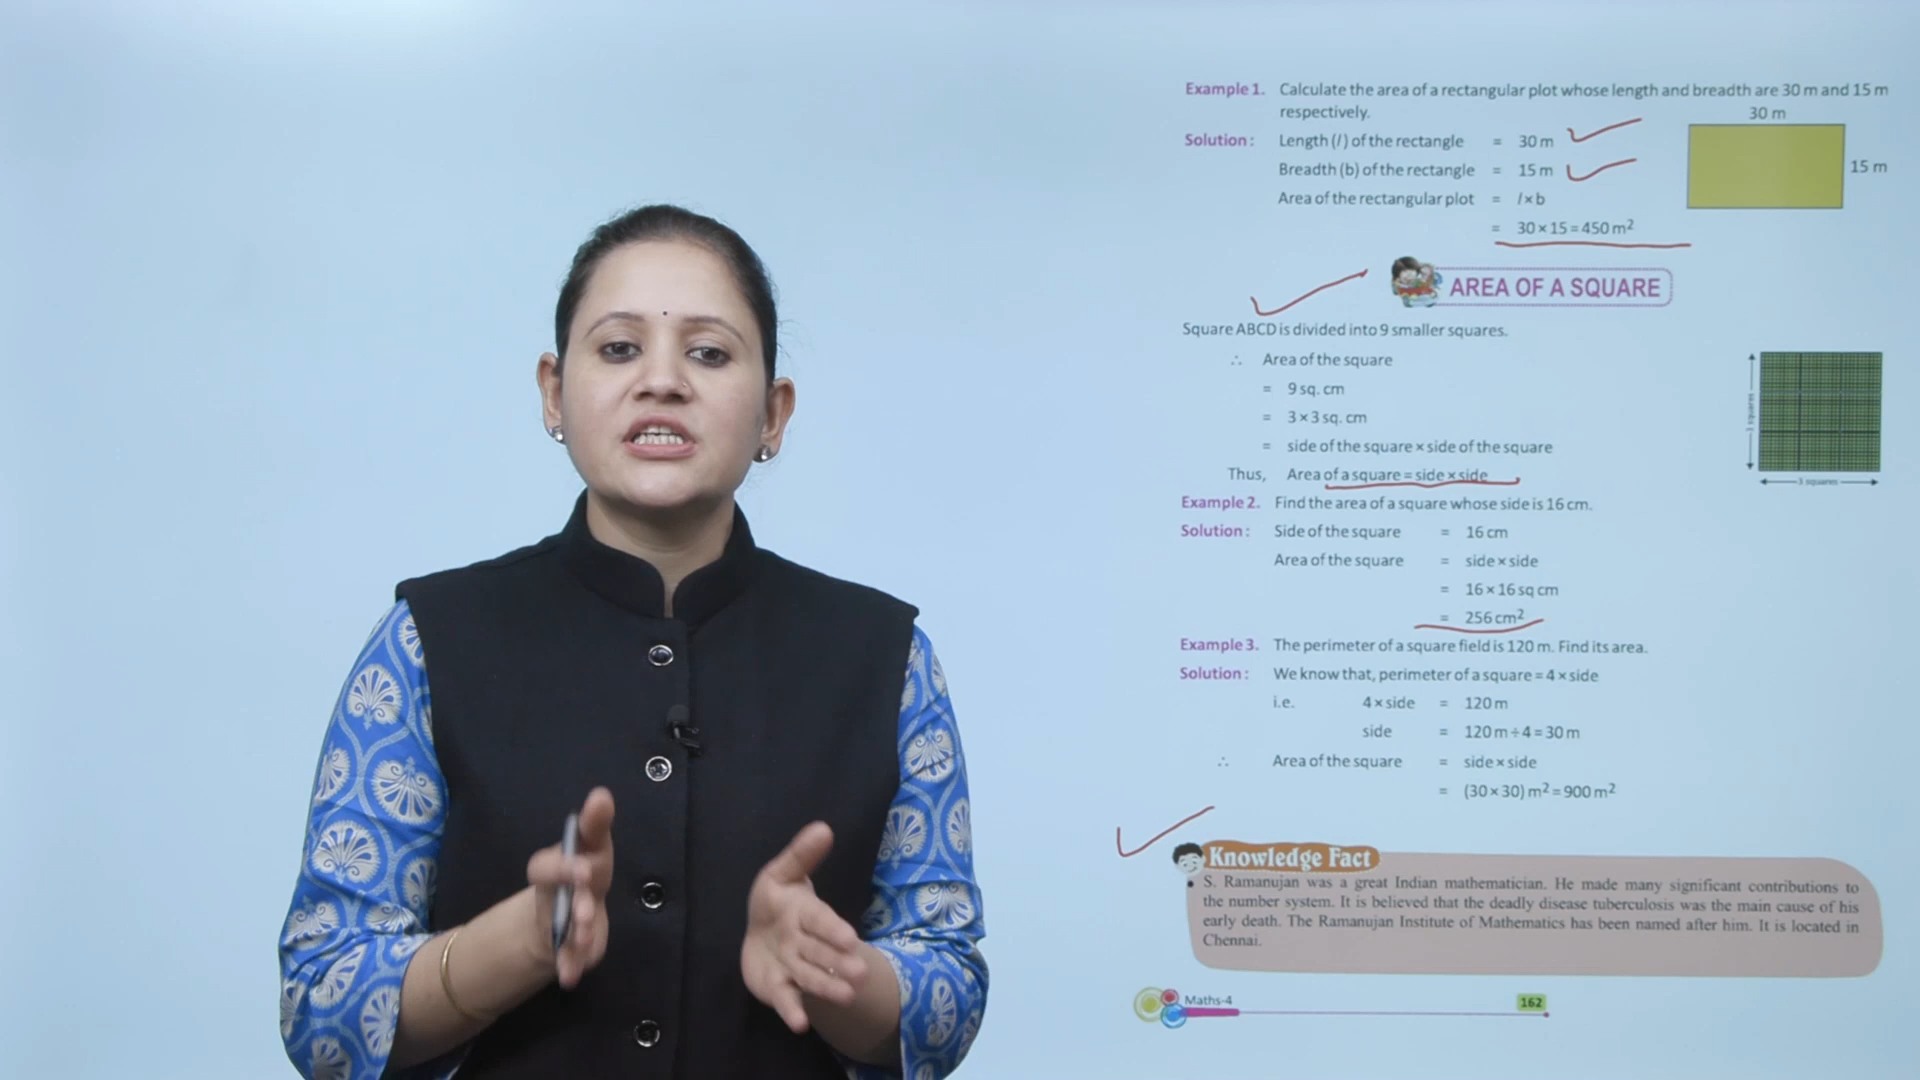 Example 1. Calculate the area of a rectangular plot whose length and breadth are 30 m and 15 m
respectively.
30 m
Solution : Length (l) of the rectangle = 30 m
Breadth (b) of the rectangle = 15 m
15 m
Area of the rectangular plot = l × b
= 30 × 15 = 450 m²
AREA OF A SQUARE
Square ABCD is divided into 9 smaller squares.
∴ Area of the square
= 9 sq. cm
= 3 × 3 sq. cm
= side of the square × side of the square
Thus, Area of a square = side × side
3 squares
3 squares
Example 2. Find the area of a square whose side is 16 cm.
Solution : Side of the square = 16 cm
Area of the square = side × side
= 16 × 16 sq cm
= 256 cm²
Example 3. The perimeter of a square field is 120 m. Find its area.
Solution : We know that, perimeter of a square = 4 × side
i.e. 4 × side = 120 m
side = 120 m ÷ 4 = 30 m
∴ Area of the square = side × side
= (30 × 30) m² = 900 m²
Knowledge Fact
• S. Ramanujan was a great Indian mathematician. He made many significant contributions to
the number system. It is believed that the deadly disease tuberculosis was the main cause of his
early death. The Ramanujan Institute of Mathematics has been named after him. It is located in
Chennai.
Maths-4
162